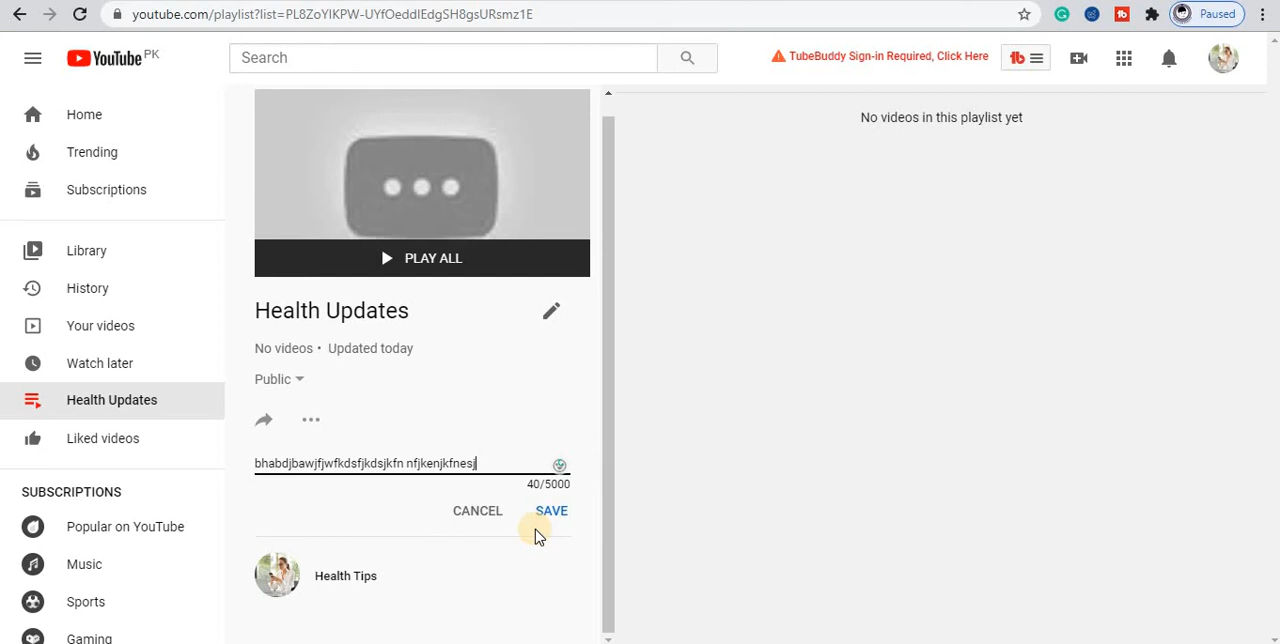 youtube.com/playlist?list=PL8ZoYIKPW-UYfOeddIEdgSH8gsURsmz1E
Paused
YouTube PK
Search
TubeBuddy Sign-in Required, Click Here
tb
Home
Trending
Subscriptions
Library
History
Your videos
Watch later
Health Updates
Liked videos
SUBSCRIPTIONS
Popular on YouTube
Music
Sports
Gaming
PLAY ALL
Health Updates
No videos • Updated today
Public
bhabdjbawjfjwfkdsfjkdsjkfn nfjkenjkfnesj
40/5000
CANCEL SAVE
Health Tips
No videos in this playlist yet